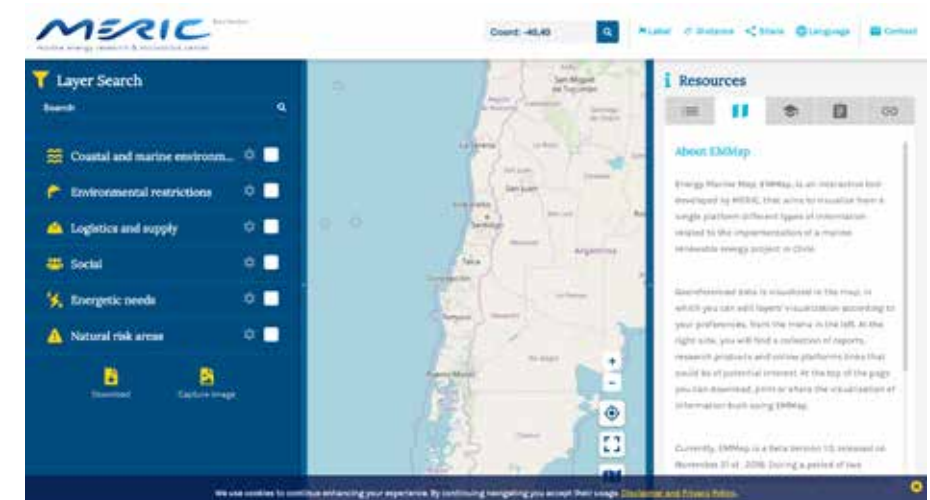 MERIC
marine energy research & innovation center
Coord: -40,40
Label
Distance
Share
Language
Contact
Layer Search
Search
Coastal and marine environm...
Environmental restrictions
Logistics and supply
Social
Energetic needs
Natural risk areas
Download
Capture Image
San Miguel
de Tucumán
La Serena
San Juan
Santiago
Talca
Argentina
Temuco
Puerto Montt
+
−
Resources
About EMMap
Energy Marine Map, EMMap, is an interactive tool
developed by MERIC, that aims to visualize from a
single platform different types of information
related to the implementation of a marine
renewable energy project in Chile.
Georeferenced data is visualized in the map, in
which you can edit layers' visualization according to
your preferences, from the menu in the left. At the
right side, you will find a collection of reports,
research products and online platforms links that
could be of potential interest. At the top of the page
you can download, print or share the visualization of
information built using EMMap.
Currently, EMMap is a Beta Version 1.0, released on
November 21 st , 2018. During a period of two
We use cookies to continue enhancing your experience. By continuing navigating you accept their usage. Disclaimer and Privacy Policy.